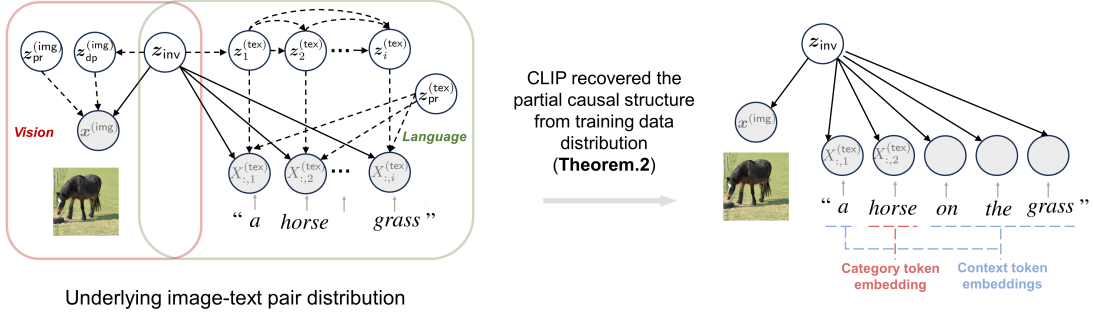 z_pr^(img) z_dp^(img) z_inv z_1^(tex) z_2^(tex) ... z_i^(tex)
z_pr^(tex)
Vision x^(img) Language
X_{:,1}^(tex) X_{:,2}^(tex) ... X_{:,i}^(tex)
“ a horse grass ”
Underlying image-text pair distribution
CLIP recovered the
partial causal structure
from training data
distribution
(Theorem.2)
z_inv
x^(img)
X_{:,1}^(tex) X_{:,2}^(tex)
“ a horse on the grass ”
Category token
embedding
Context token
embeddings